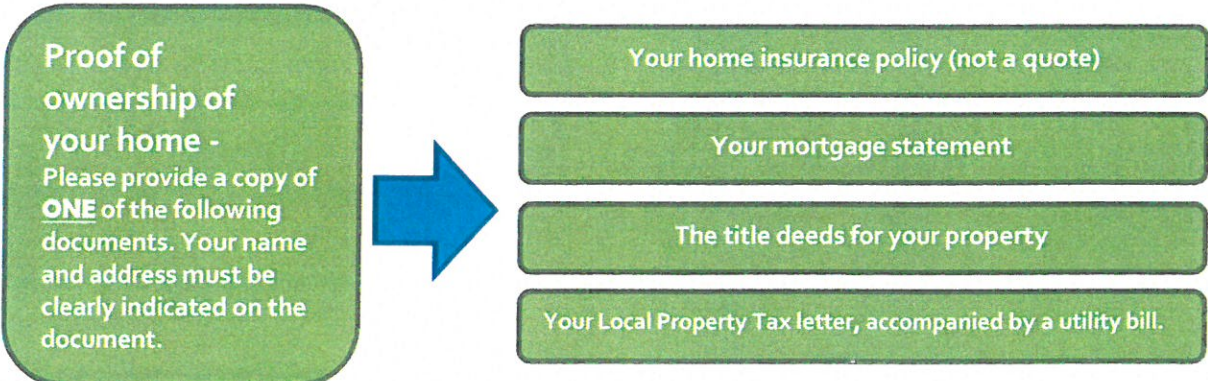 Proof of
ownership of
your home -
Please provide a copy of
ONE of the following
documents. Your name
and address must be
clearly indicated on the
document.
Your home insurance policy (not a quote)
Your mortgage statement
The title deeds for your property
Your Local Property Tax letter, accompanied by a utility bill.